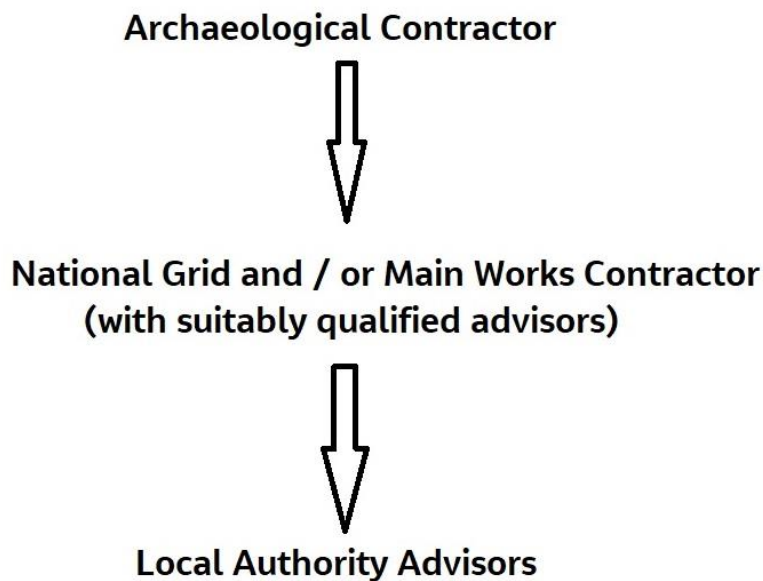 Archaeological Contractor
National Grid and / or Main Works Contractor
(with suitably qualified advisors)
Local Authority Advisors